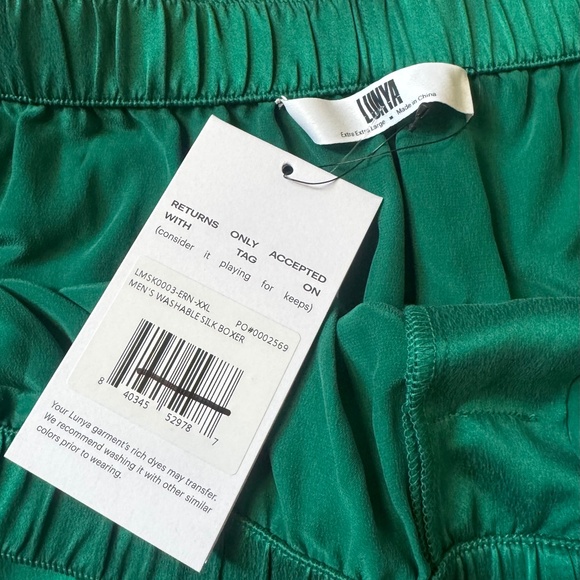 LUNYA
Extra Extra Large • Made in China
RETURNS ONLY ACCEPTED
WITH TAG ON
(consider it playing for keeps)
LMSK0003-ERN-XXL PO#0002569
MEN'S WASHABLE SILK BOXER
8 40345 52978 7
Your Lunya garment's rich dyes may transfer.
We recommend washing it with other similar
colors prior to wearing.